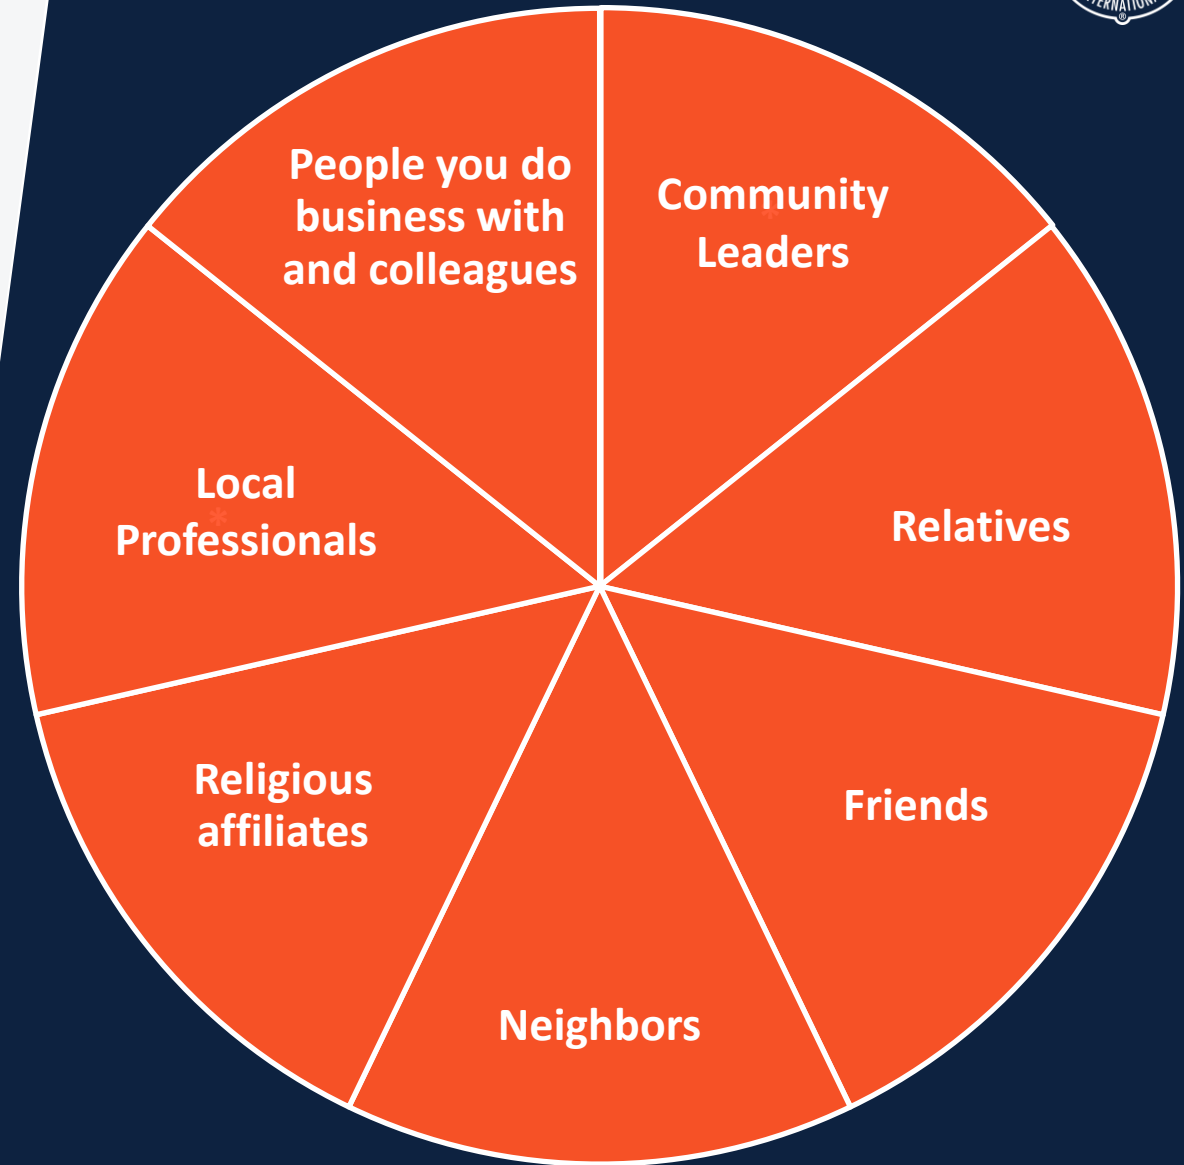 People you do
business with
and colleagues
Community
*
Leaders
Relatives
Friends
Neighbors
Religious
affiliates
Local
*
Professionals